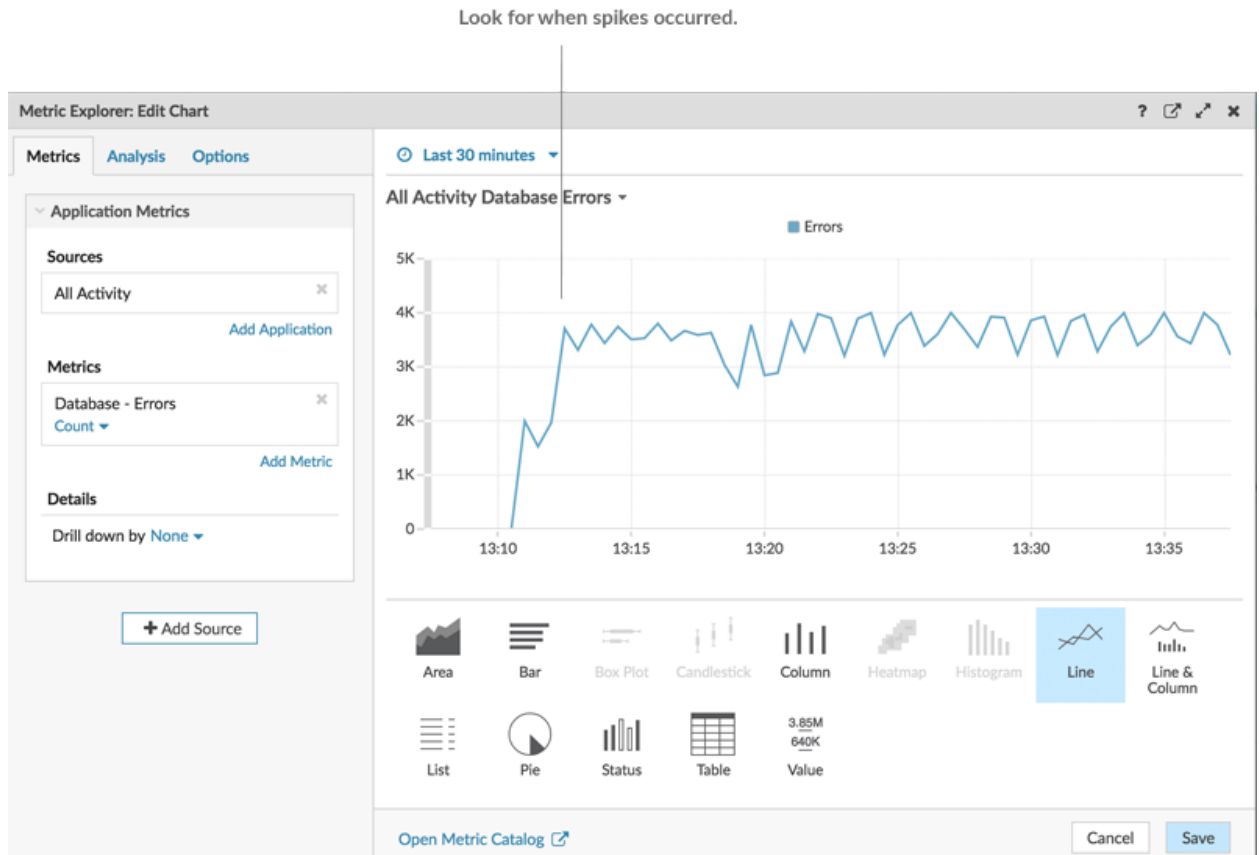 Look for when spikes occurred.
Metric Explorer: Edit Chart
?
Metrics Analysis Options
Last 30 minutes
Application Metrics
Sources
All Activity
Add Application
Metrics
Database - Errors
Count
Add Metric
Details
Drill down by None
+ Add Source
All Activity Database Errors
Errors
5K
4K
3K
2K
1K
0
13:10 13:15 13:20 13:25 13:30 13:35
Area Bar Box Plot Candlestick Column Heatmap Histogram Line Line &
Column
3.85M
640K
List Pie Status Table Value
Open Metric Catalog
Cancel Save